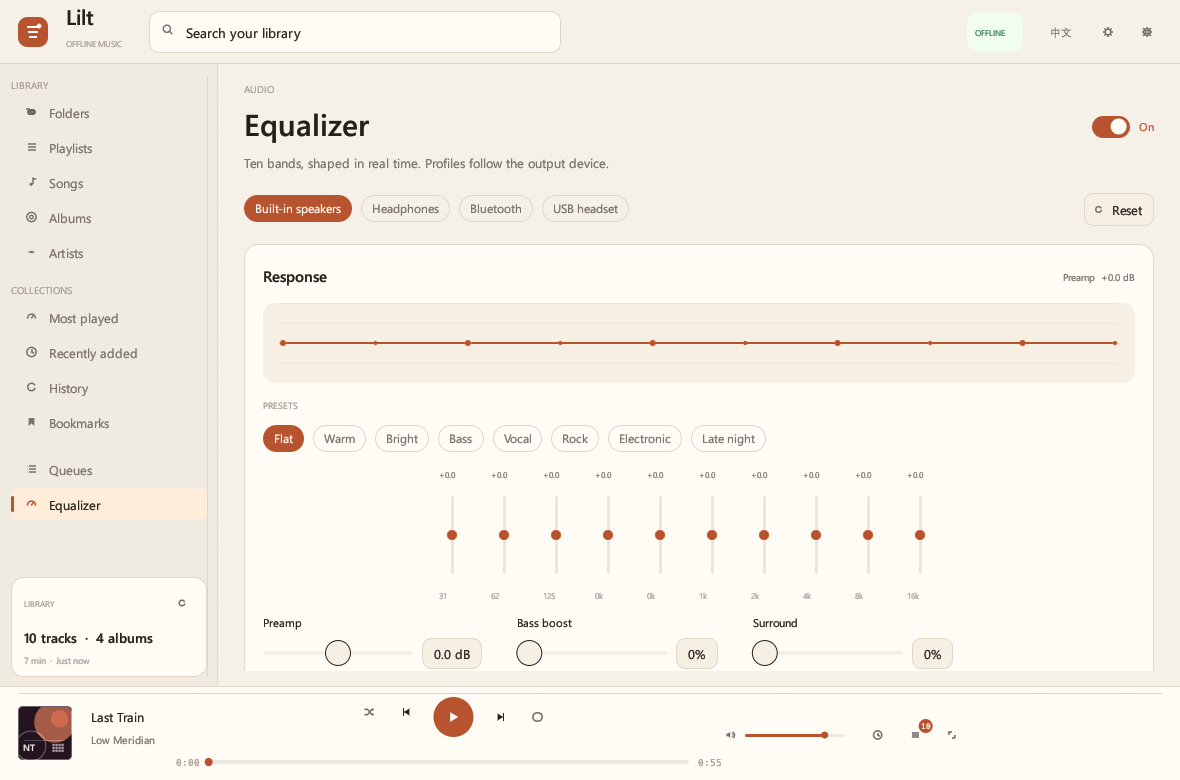 Lilt
OFFLINE MUSIC
Search your library
OFFLINE
中文
LIBRARY
Folders
Playlists
Songs
Albums
Artists
COLLECTIONS
Most played
Recently added
History
Bookmarks
Queues
Equalizer
LIBRARY
10 tracks · 4 albums
7 min · Just now
AUDIO
Equalizer
On
Ten bands, shaped in real time. Profiles follow the output device.
Built-in speakers Headphones Bluetooth USB headset
Reset
Response
Preamp +0.0 dB
PRESETS
Flat Warm Bright Bass Vocal Rock Electronic Late night
+0.0 +0.0 +0.0 +0.0 +0.0 +0.0 +0.0 +0.0 +0.0 +0.0
31 62 125 0k 0k 1k 2k 4k 8k 16k
Preamp Bass boost Surround
0.0 dB 0% 0%
NT
Last Train
Low Meridian
0:00
0:55
10